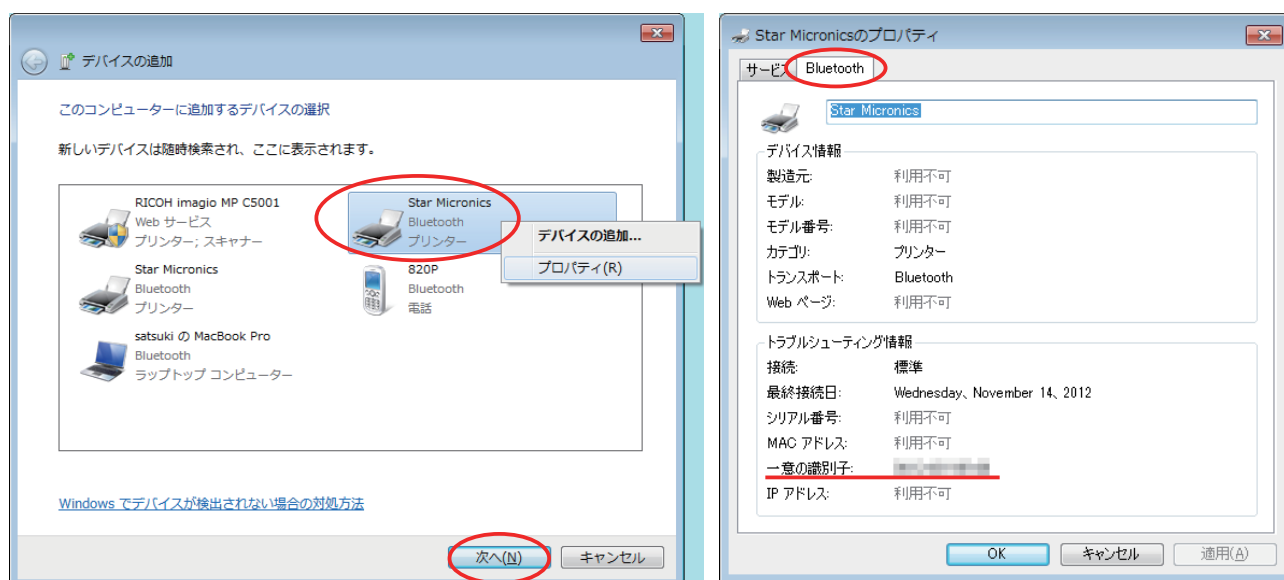 デバイスの追加
このコンピューターに追加するデバイスの選択
新しいデバイスは随時検索され、ここに表示されます。
RICOH imagio MP C5001
Web サービス
プリンター; スキャナー
Star Micronics
Bluetooth
プリンター
デバイスの追加...
プロパティ(R)
Star Micronics
Bluetooth
プリンター
820P
Bluetooth
電話
satsuki の MacBook Pro
Bluetooth
ラップトップ コンピューター
Windows でデバイスが検出されない場合の対処方法
次へ(N)
キャンセル
Star Micronicsのプロパティ
サービス
Bluetooth
Star Micronics
デバイス情報
製造元: 利用不可
モデル: 利用不可
モデル番号: 利用不可
カテゴリ: プリンター
トランスポート: Bluetooth
Web ページ: 利用不可
トラブルシューティング情報
接続: 標準
最終接続日: Wednesday、November 14、2012
シリアル番号: 利用不可
MAC アドレス: 利用不可
一意の識別子:
IP アドレス: 利用不可
OK
キャンセル
適用(A)